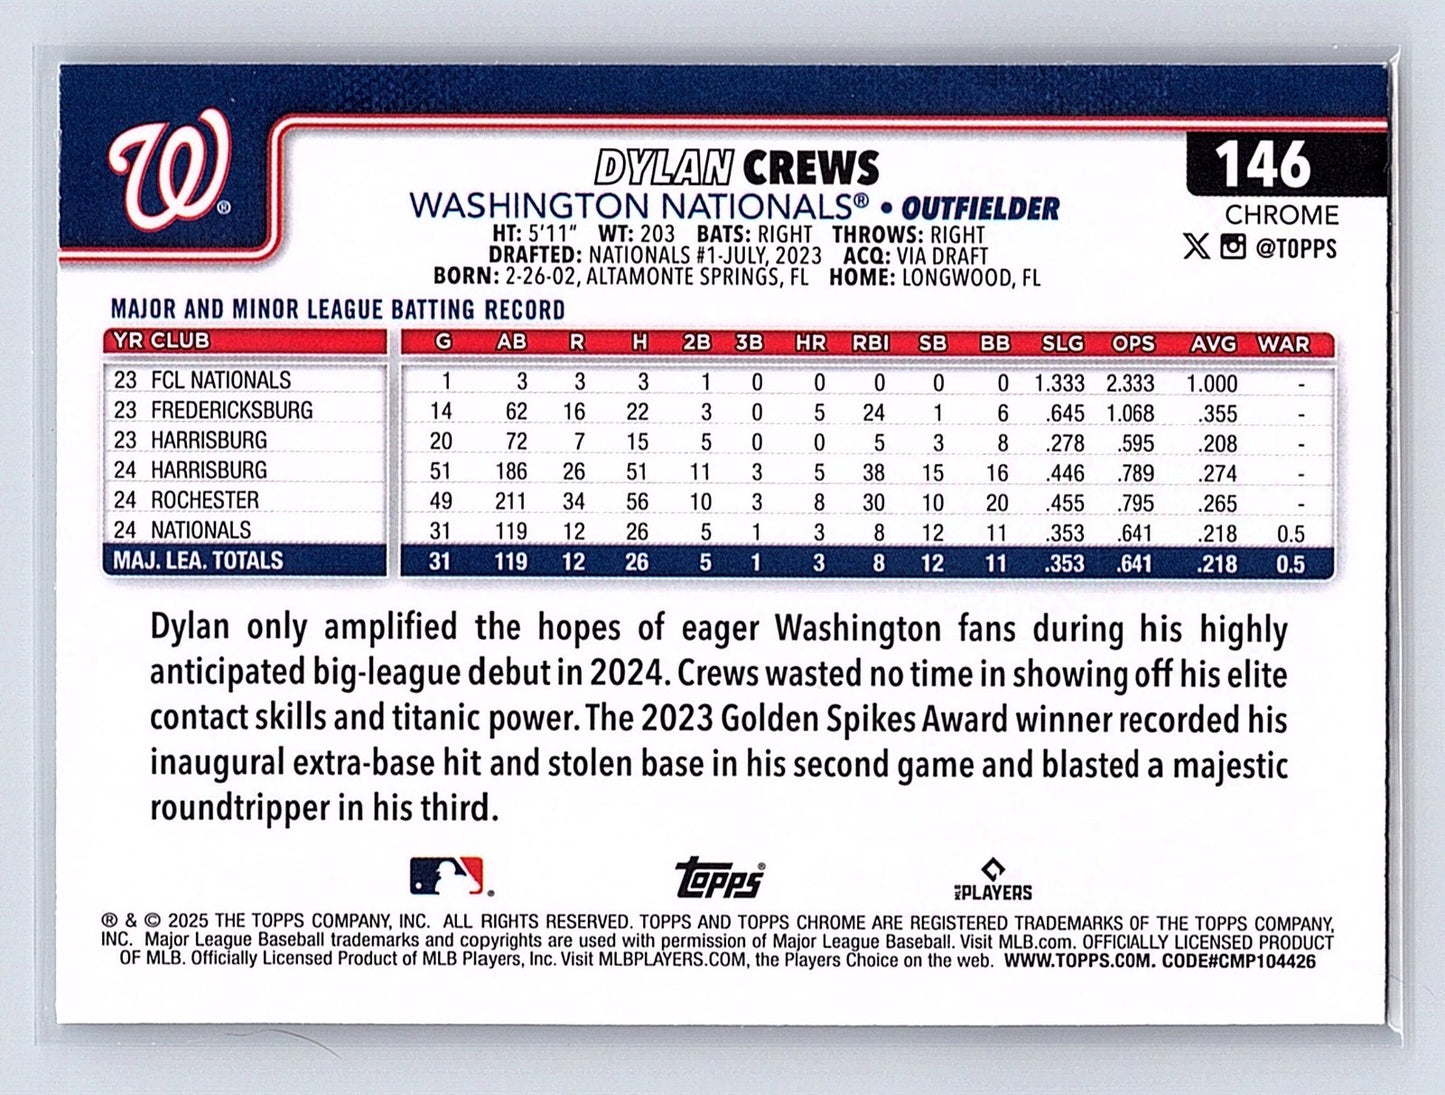 W®
DYLAN CREWS
146
WASHINGTON NATIONALS® • OUTFIELDER
CHROME
HT: 5'11" WT: 203 BATS: RIGHT THROWS: RIGHT
X @TOPPS
DRAFTED: NATIONALS #1-JULY, 2023 ACQ: VIA DRAFT
BORN: 2-26-02, ALTAMONTE SPRINGS, FL HOME: LONGWOOD, FL
MAJOR AND MINOR LEAGUE BATTING RECORD
YR CLUB G AB R H 2B 3B HR RBI SB BB SLG OPS AVG WAR
23 FCL NATIONALS 1 3 3 3 1 0 0 0 0 0 1.333 2.333 1.000 -
23 FREDERICKSBURG 14 62 16 22 3 0 5 24 1 6 .645 1.068 .355 -
23 HARRISBURG 20 72 7 15 5 0 0 5 3 8 .278 .595 .208 -
24 HARRISBURG 51 186 26 51 11 3 5 38 15 16 .446 .789 .274 -
24 ROCHESTER 49 211 34 56 10 3 8 30 10 20 .455 .795 .265 -
24 NATIONALS 31 119 12 26 5 1 3 8 12 11 .353 .641 .218 0.5
MAJ. LEA. TOTALS 31 119 12 26 5 1 3 8 12 11 .353 .641 .218 0.5
Dylan only amplified the hopes of eager Washington fans during his highly
anticipated big-league debut in 2024. Crews wasted no time in showing off his elite
contact skills and titanic power. The 2023 Golden Spikes Award winner recorded his
inaugural extra-base hit and stolen base in his second game and blasted a majestic
roundtripper in his third.
topps® MLB PLAYERS
® & © 2025 THE TOPPS COMPANY, INC. ALL RIGHTS RESERVED. TOPPS AND TOPPS CHROME ARE REGISTERED TRADEMARKS OF THE TOPPS COMPANY,
INC. Major League Baseball trademarks and copyrights are used with permission of Major League Baseball. Visit MLB.com. OFFICIALLY LICENSED PRODUCT
OF MLB. Officially Licensed Product of MLB Players, Inc. Visit MLBPLAYERS.COM, the Players Choice on the web. WWW.TOPPS.COM. CODE#CMP104426